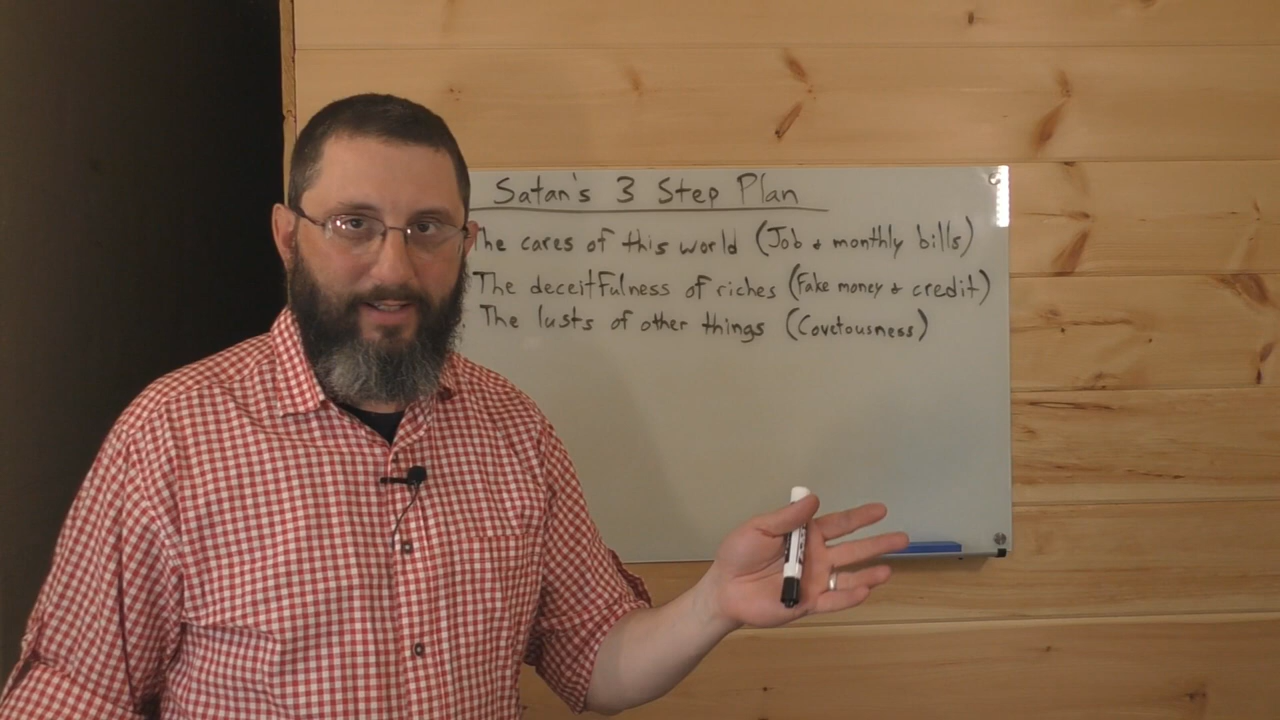 Satan's 3 Step Plan
The cares of this world (Job & monthly bills)
The deceitfulness of riches (Fake money & credit)
. The lusts of other things (Covetousness)